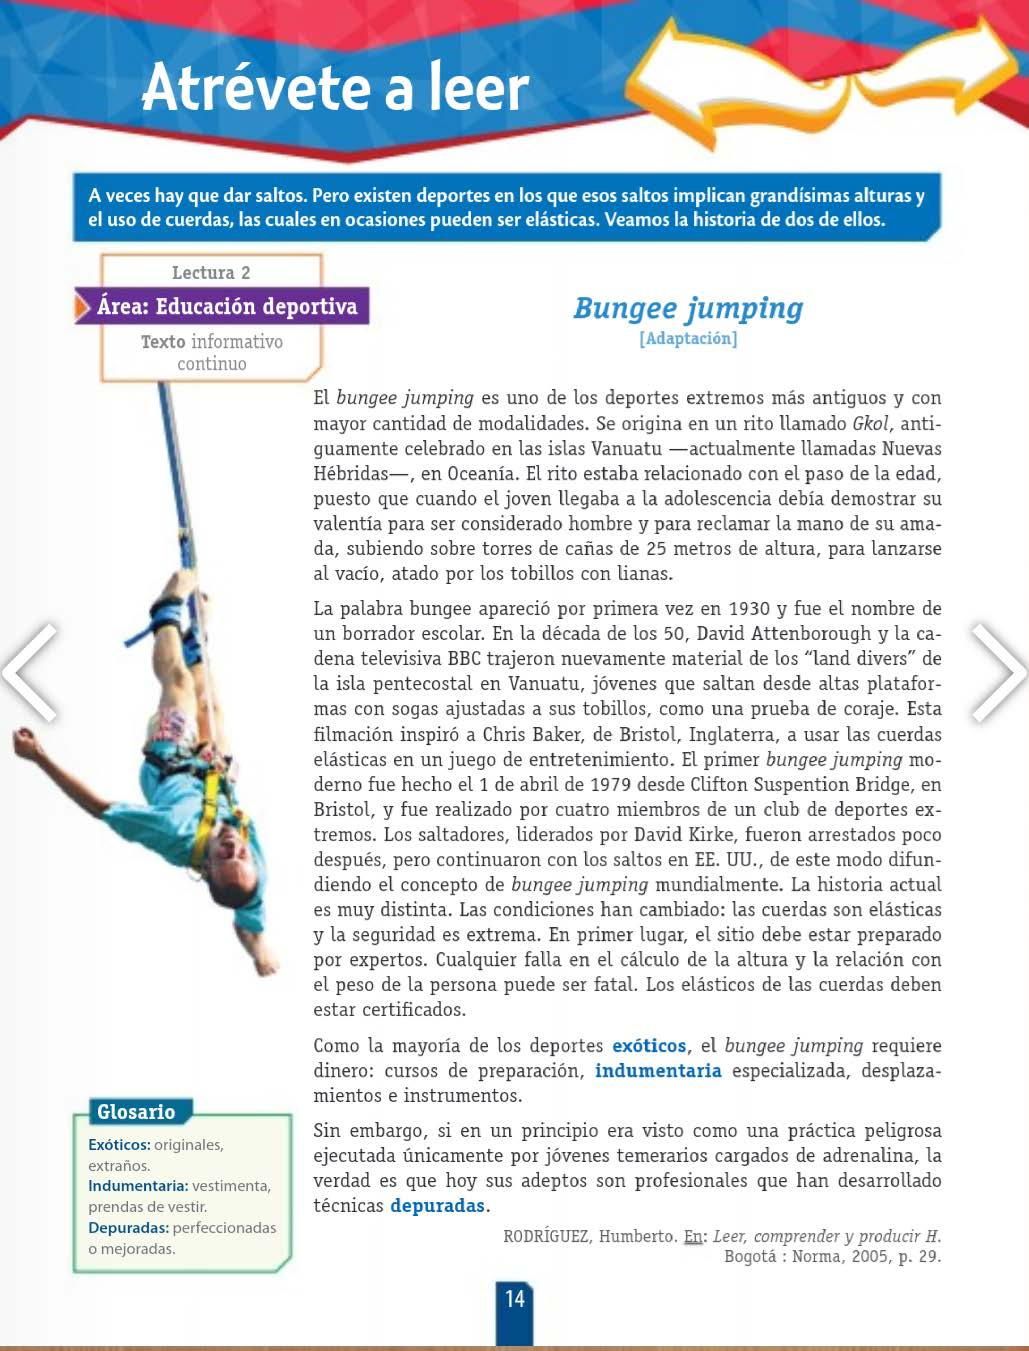 Atrévete a leer
A veces hay que dar saltos. Pero existen deportes en los que esos saltos implican grandísimas alturas y
el uso de cuerdas, las cuales en ocasiones pueden ser elásticas. Veamos la historia de dos de ellos.
Lectura 2
Área: Educación deportiva
Texto informativo
continuo
Bungee jumping
[Adaptación]
El bungee jumping es uno de los deportes extremos más antiguos y con
mayor cantidad de modalidades. Se origina en un rito llamado Gkol, anti-
guamente celebrado en las islas Vanuatu —actualmente llamadas Nuevas
Hébridas—, en Oceanía. El rito estaba relacionado con el paso de la edad,
puesto que cuando el joven llegaba a la adolescencia debía demostrar su
valentía para ser considerado hombre y para reclamar la mano de su ama-
da, subiendo sobre torres de cañas de 25 metros de altura, para lanzarse
al vacío, atado por los tobillos con lianas.
La palabra bungee apareció por primera vez en 1930 y fue el nombre de
un borrador escolar. En la década de los 50, David Attenborough y la ca-
dena televisiva BBC trajeron nuevamente material de los “land divers” de
la isla pentecostal en Vanuatu, jóvenes que saltan desde altas platafor-
mas con sogas ajustadas a sus tobillos, como una prueba de coraje. Esta
filmación inspiró a Chris Baker, de Bristol, Inglaterra, a usar las cuerdas
elásticas en un juego de entretenimiento. El primer bungee jumping mo-
derno fue hecho el 1 de abril de 1979 desde Clifton Suspention Bridge, en
Bristol, y fue realizado por cuatro miembros de un club de deportes ex-
tremos. Los saltadores, liderados por David Kirke, fueron arrestados poco
después, pero continuaron con los saltos en EE. UU., de este modo difun-
diendo el concepto de bungee jumping mundialmente. La historia actual
es muy distinta. Las condiciones han cambiado: las cuerdas son elásticas
y la seguridad es extrema. En primer lugar, el sitio debe estar preparado
por expertos. Cualquier falla en el cálculo de la altura y la relación con
el peso de la persona puede ser fatal. Los elásticos de las cuerdas deben
estar certificados.
Como la mayoría de los deportes exóticos, el bungee jumping requiere
dinero: cursos de preparación, indumentaria especializada, desplaza-
mientos e instrumentos.
Sin embargo, si en un principio era visto como una práctica peligrosa
ejecutada únicamente por jóvenes temerarios cargados de adrenalina, la
verdad es que hoy sus adeptos son profesionales que han desarrollado
técnicas depuradas.
RODRÍGUEZ, Humberto. En: Leer, comprender y producir H.
Bogotá : Norma, 2005, p. 29.
Glosario
Exóticos: originales,
extraños.
Indumentaria: vestimenta,
prendas de vestir.
Depuradas: perfeccionadas
o mejoradas.
14